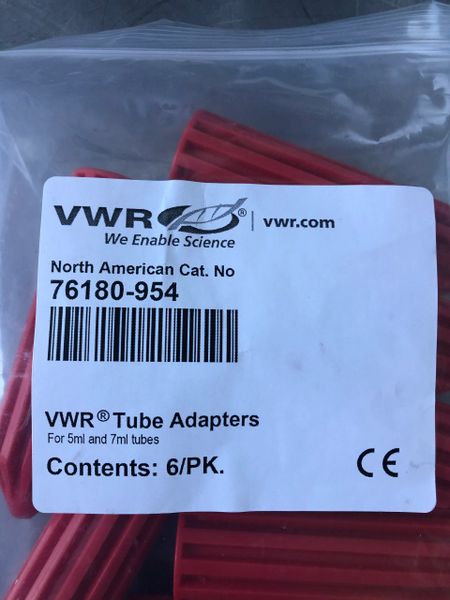 VWR® | vwr.com
We Enable Science
North American Cat. No
76180-954
VWR® Tube Adapters
For 5ml and 7ml tubes
Contents: 6/PK.
CE